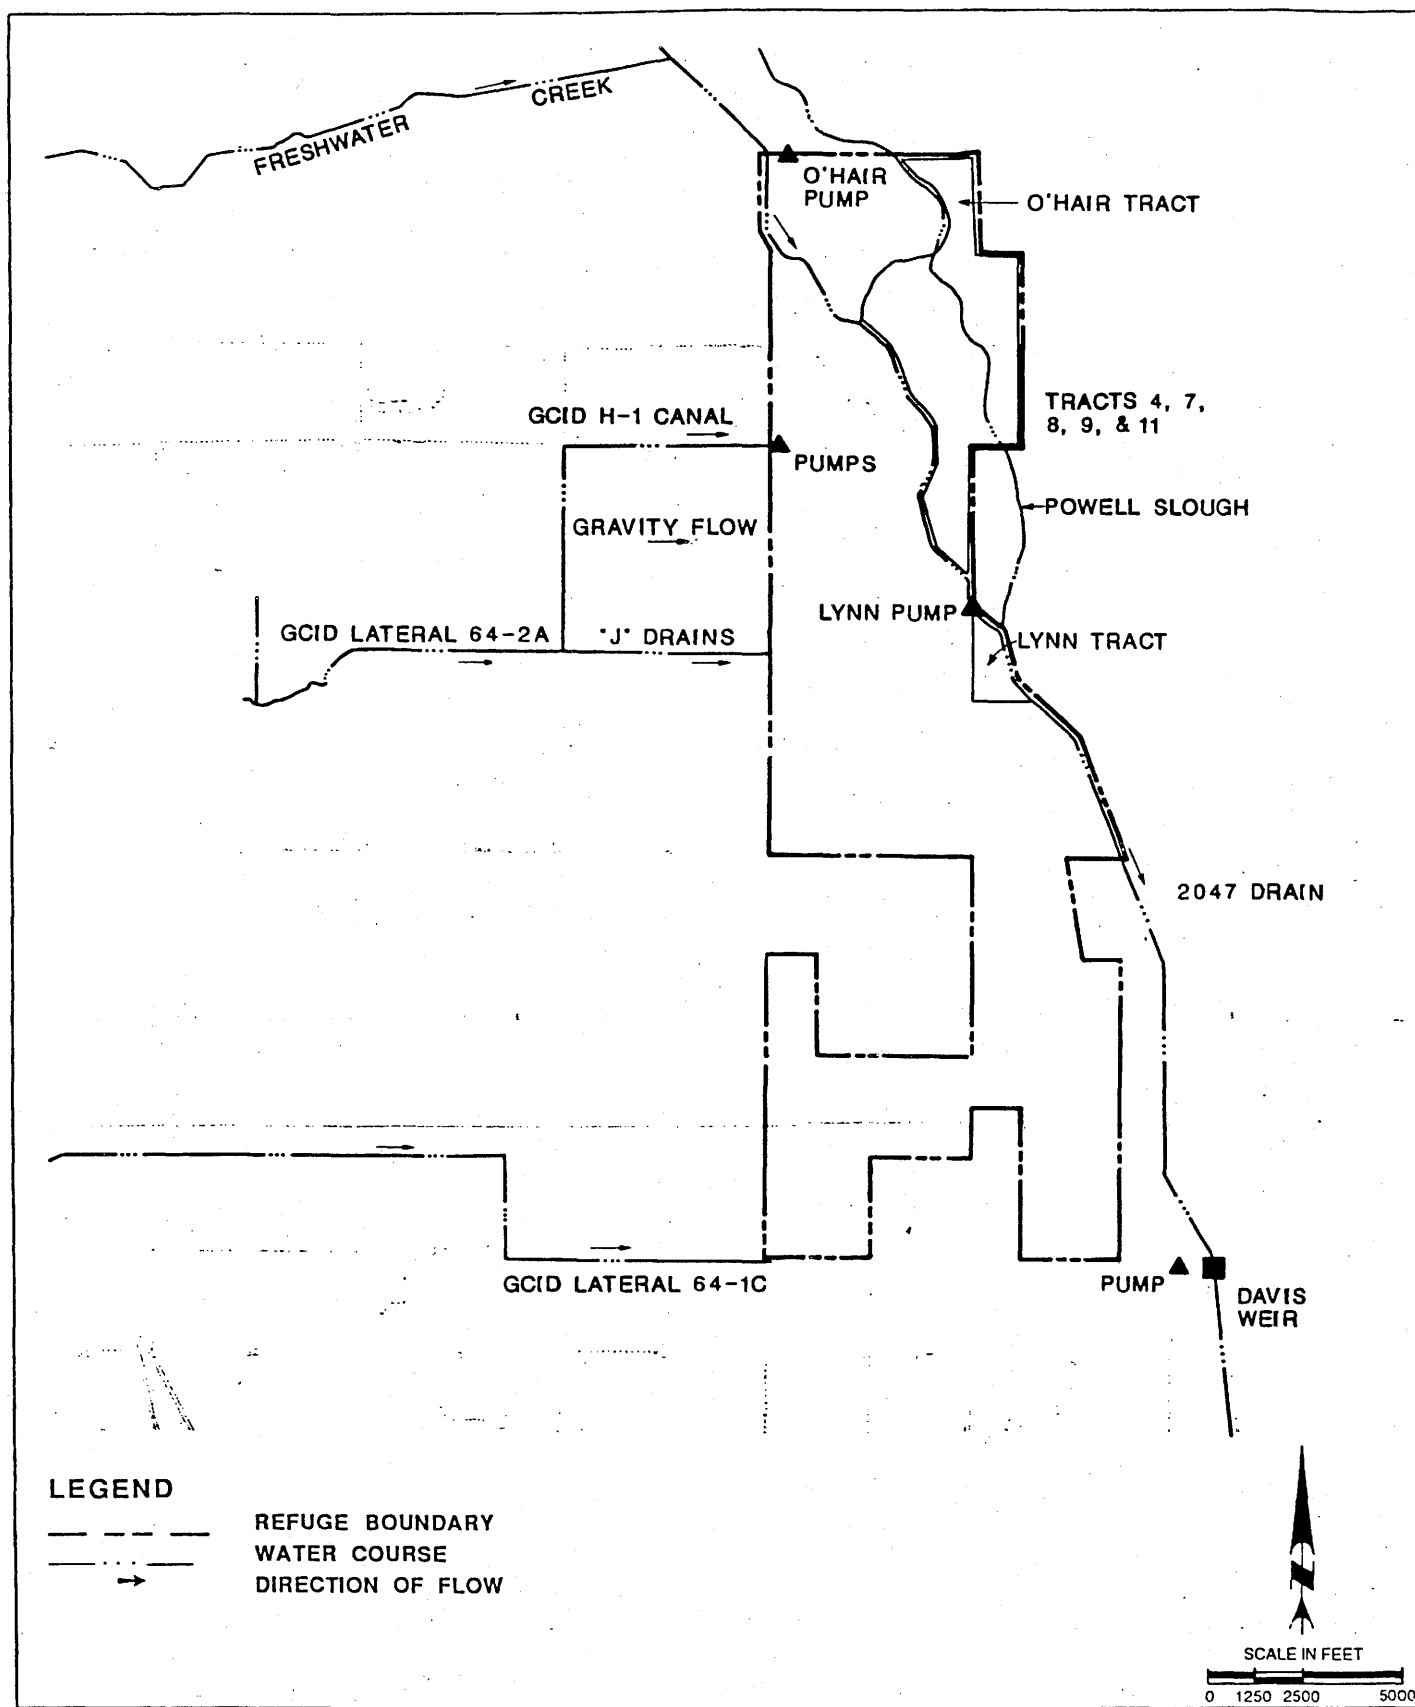 FRESHWATER CREEK
O'HAIR
PUMP
O'HAIR TRACT
TRACTS 4, 7,
8, 9, & 11
GCID H-1 CANAL
PUMPS
POWELL SLOUGH
GRAVITY FLOW
LYNN PUMP
GCID LATERAL 64-2A
"J" DRAINS
LYNN TRACT
2047 DRAIN
GCID LATERAL 64-1C
PUMP
DAVIS
WEIR
LEGEND
REFUGE BOUNDARY
WATER COURSE
DIRECTION OF FLOW
N
SCALE IN FEET
0 1250 2500 5000